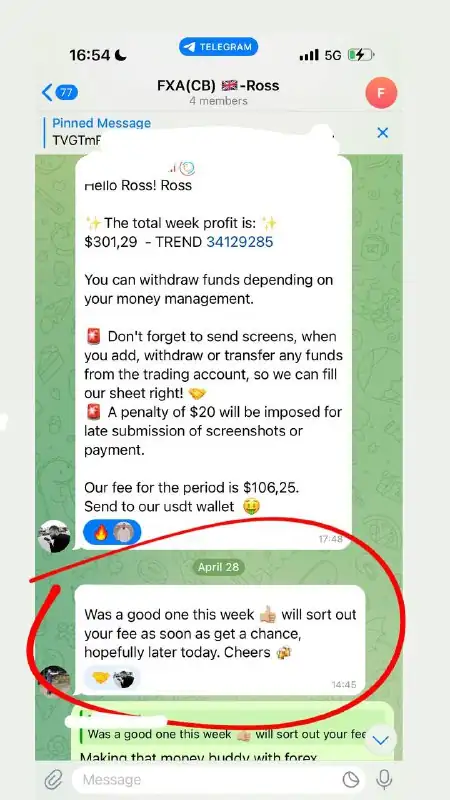 16:54 TELEGRAM 5G
77 FXA(CB) 🇬🇧-Ross F
4 members
Pinned Message
Hello Ross! Ross
✨The total week profit is: ✨
$301,29 - TREND 34129285
You can withdraw funds depending on
your money management.
🚨 Don't forget to send screens, when
you add, withdraw or transfer any funds
from the trading account, so we can fill
our sheet right! 🤝
🚨 A penalty of $20 will be imposed for
late submission of screenshots or
payment.
Our fee for the period is $106,25.
Send to our usdt wallet 🤑
17:48
April 28
Was a good one this week 👍🏼 will sort out
your fee as soon as get a chance,
hopefully later today. Cheers 🍻
14:45
Was a good one this week 👍🏼 will sort out your fee
Making that money buddy with forex
Message